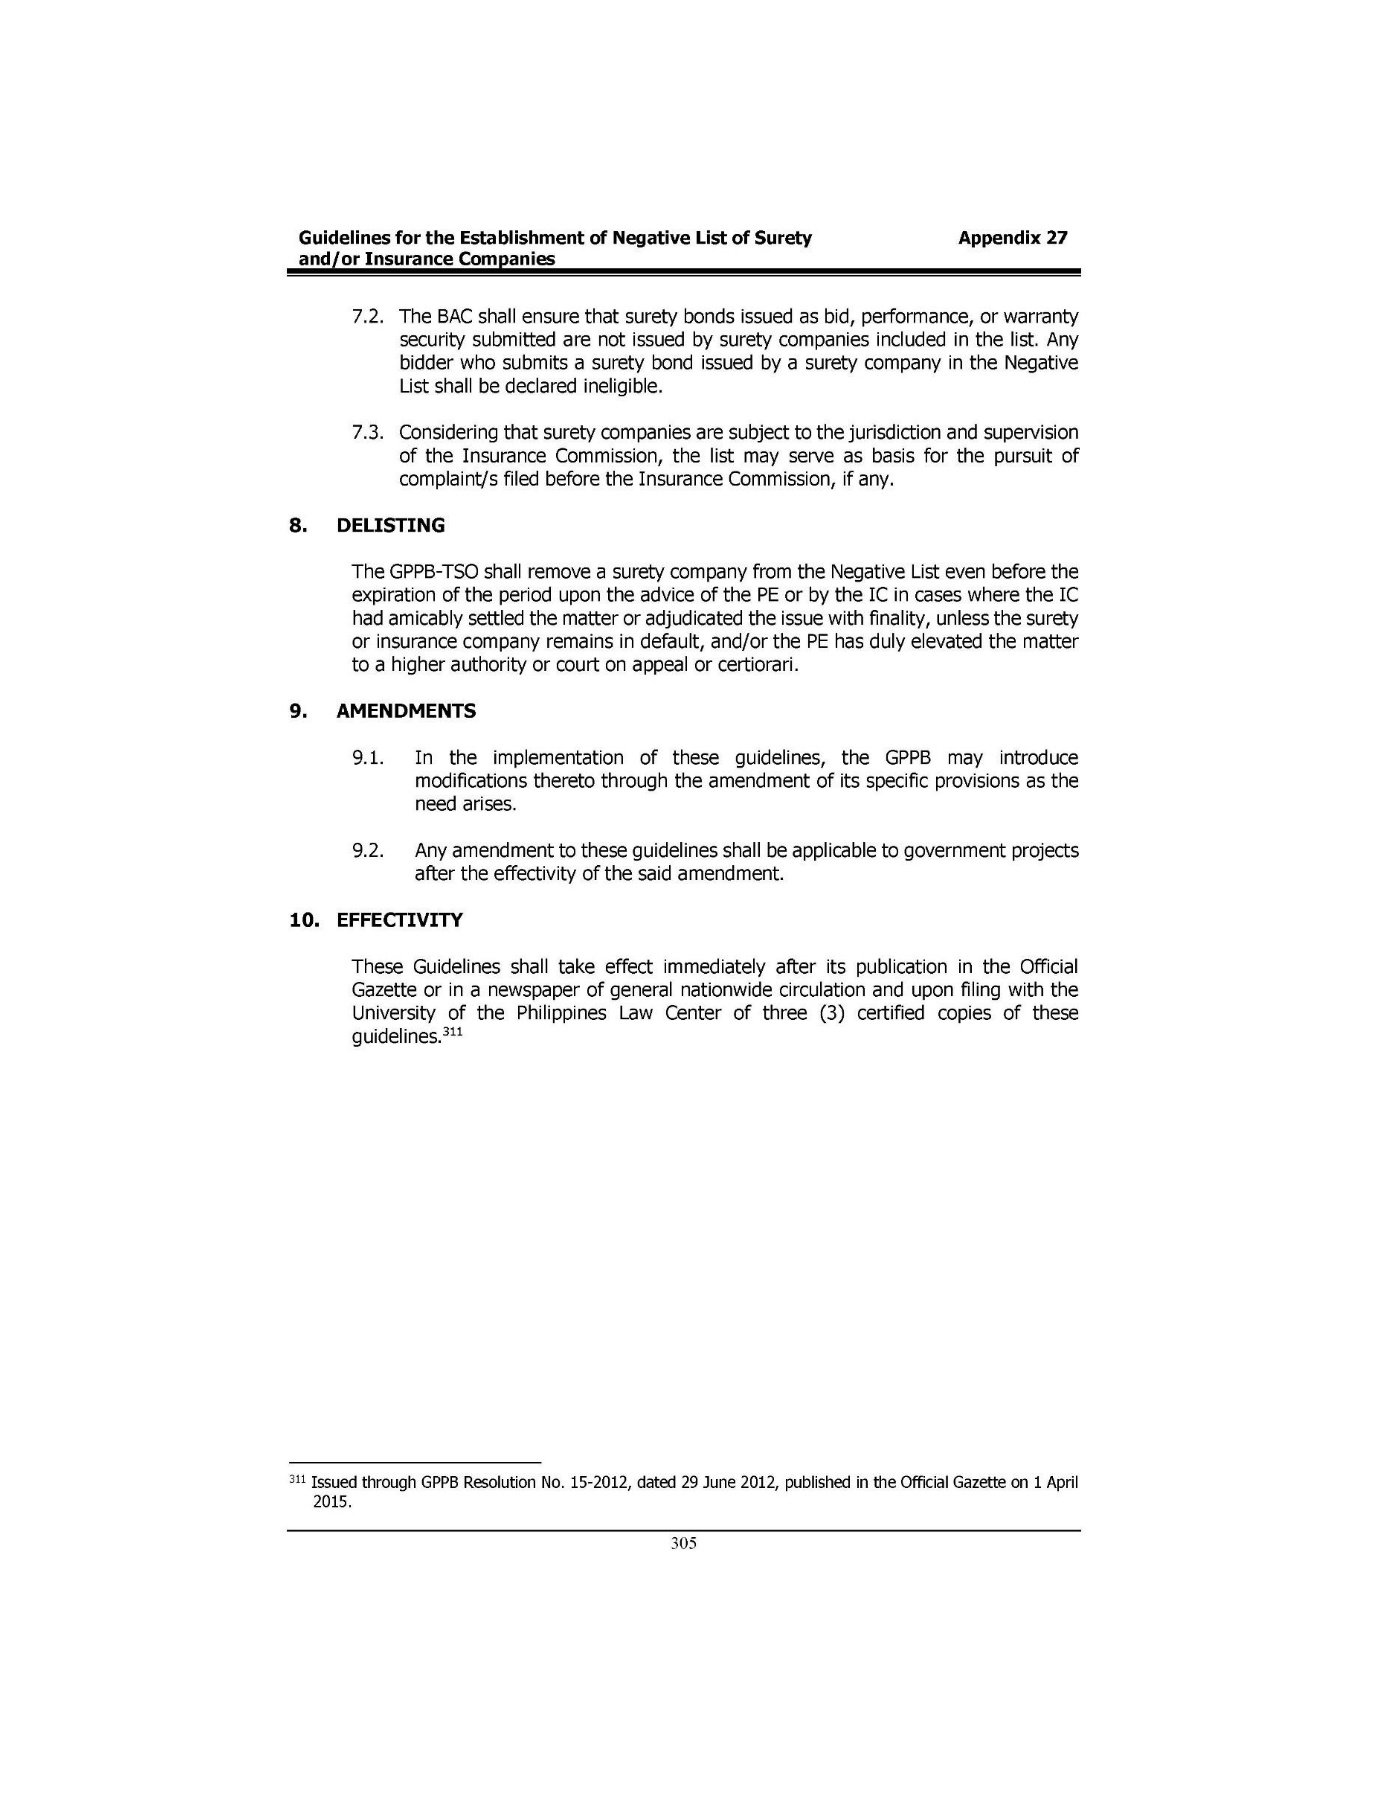 Guidelines for the Establishment of Negative List of Surety Appendix 27
and/or Insurance Companies
7.2. The BAC shall ensure that surety bonds issued as bid, performance, or warranty
security submitted are not issued by surety companies included in the list. Any
bidder who submits a surety bond issued by a surety company in the Negative
List shall be declared ineligible.
7.3. Considering that surety companies are subject to the jurisdiction and supervision
of the Insurance Commission, the list may serve as basis for the pursuit of
complaint/s filed before the Insurance Commission, if any.
8. DELISTING
The GPPB-TSO shall remove a surety company from the Negative List even before the
expiration of the period upon the advice of the PE or by the IC in cases where the IC
had amicably settled the matter or adjudicated the issue with finality, unless the surety
or insurance company remains in default, and/or the PE has duly elevated the matter
to a higher authority or court on appeal or certiorari.
9. AMENDMENTS
9.1. In the implementation of these guidelines, the GPPB may introduce
modifications thereto through the amendment of its specific provisions as the
need arises.
9.2. Any amendment to these guidelines shall be applicable to government projects
after the effectivity of the said amendment.
10. EFFECTIVITY
These Guidelines shall take effect immediately after its publication in the Official
Gazette or in a newspaper of general nationwide circulation and upon filing with the
University of the Philippines Law Center of three (3) certified copies of these
guidelines.311
311 Issued through GPPB Resolution No. 15-2012, dated 29 June 2012, published in the Official Gazette on 1 April
2015.
305